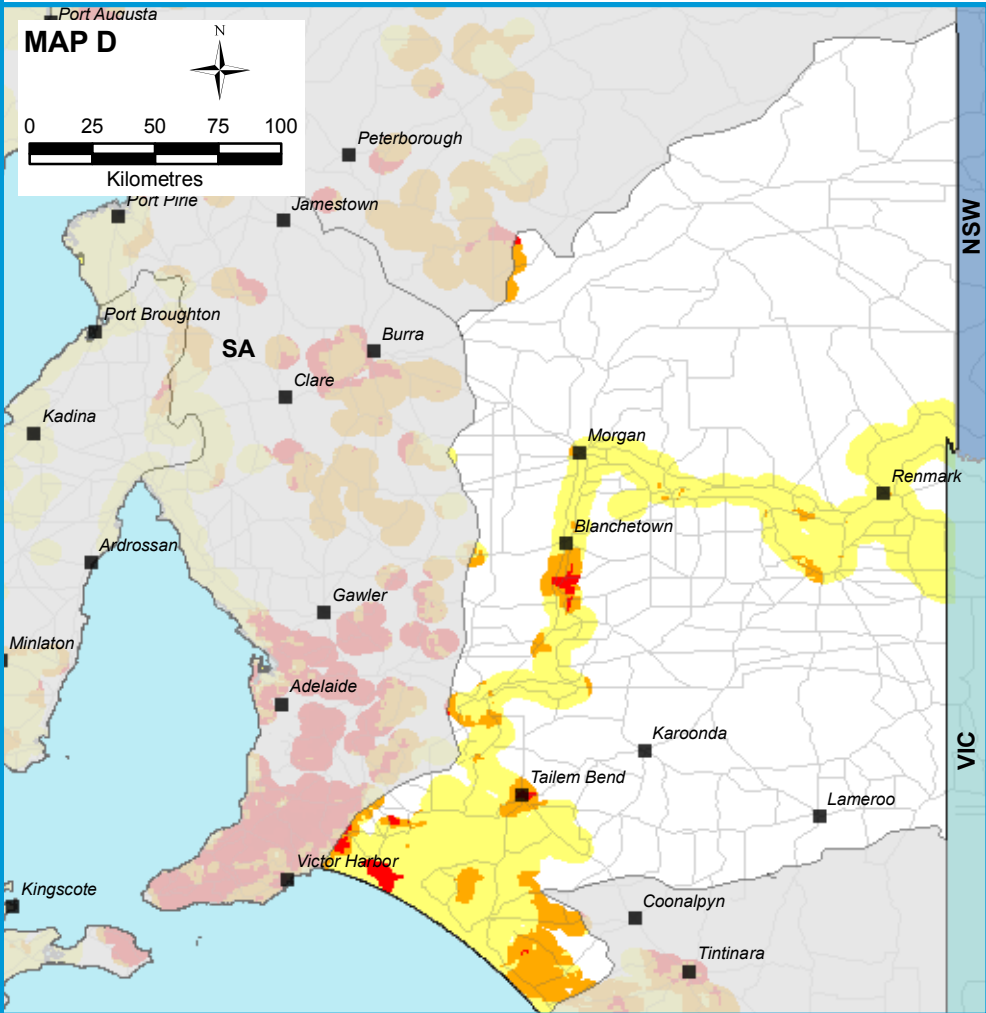 Port Augusta
MAP D
N
0 25 50 75 100
Kilometres
Peterborough
Port Pirie
Jamestown
NSW
Port Broughton
SA
Burra
Clare
Kadina
Morgan
Renmark
Blanchetown
Ardrossan
Gawler
Minlaton
Adelaide
Karoonda
VIC
Tailem Bend
Lameroo
Victor Harbor
Kingscote
Coonalpyn
Tintinara